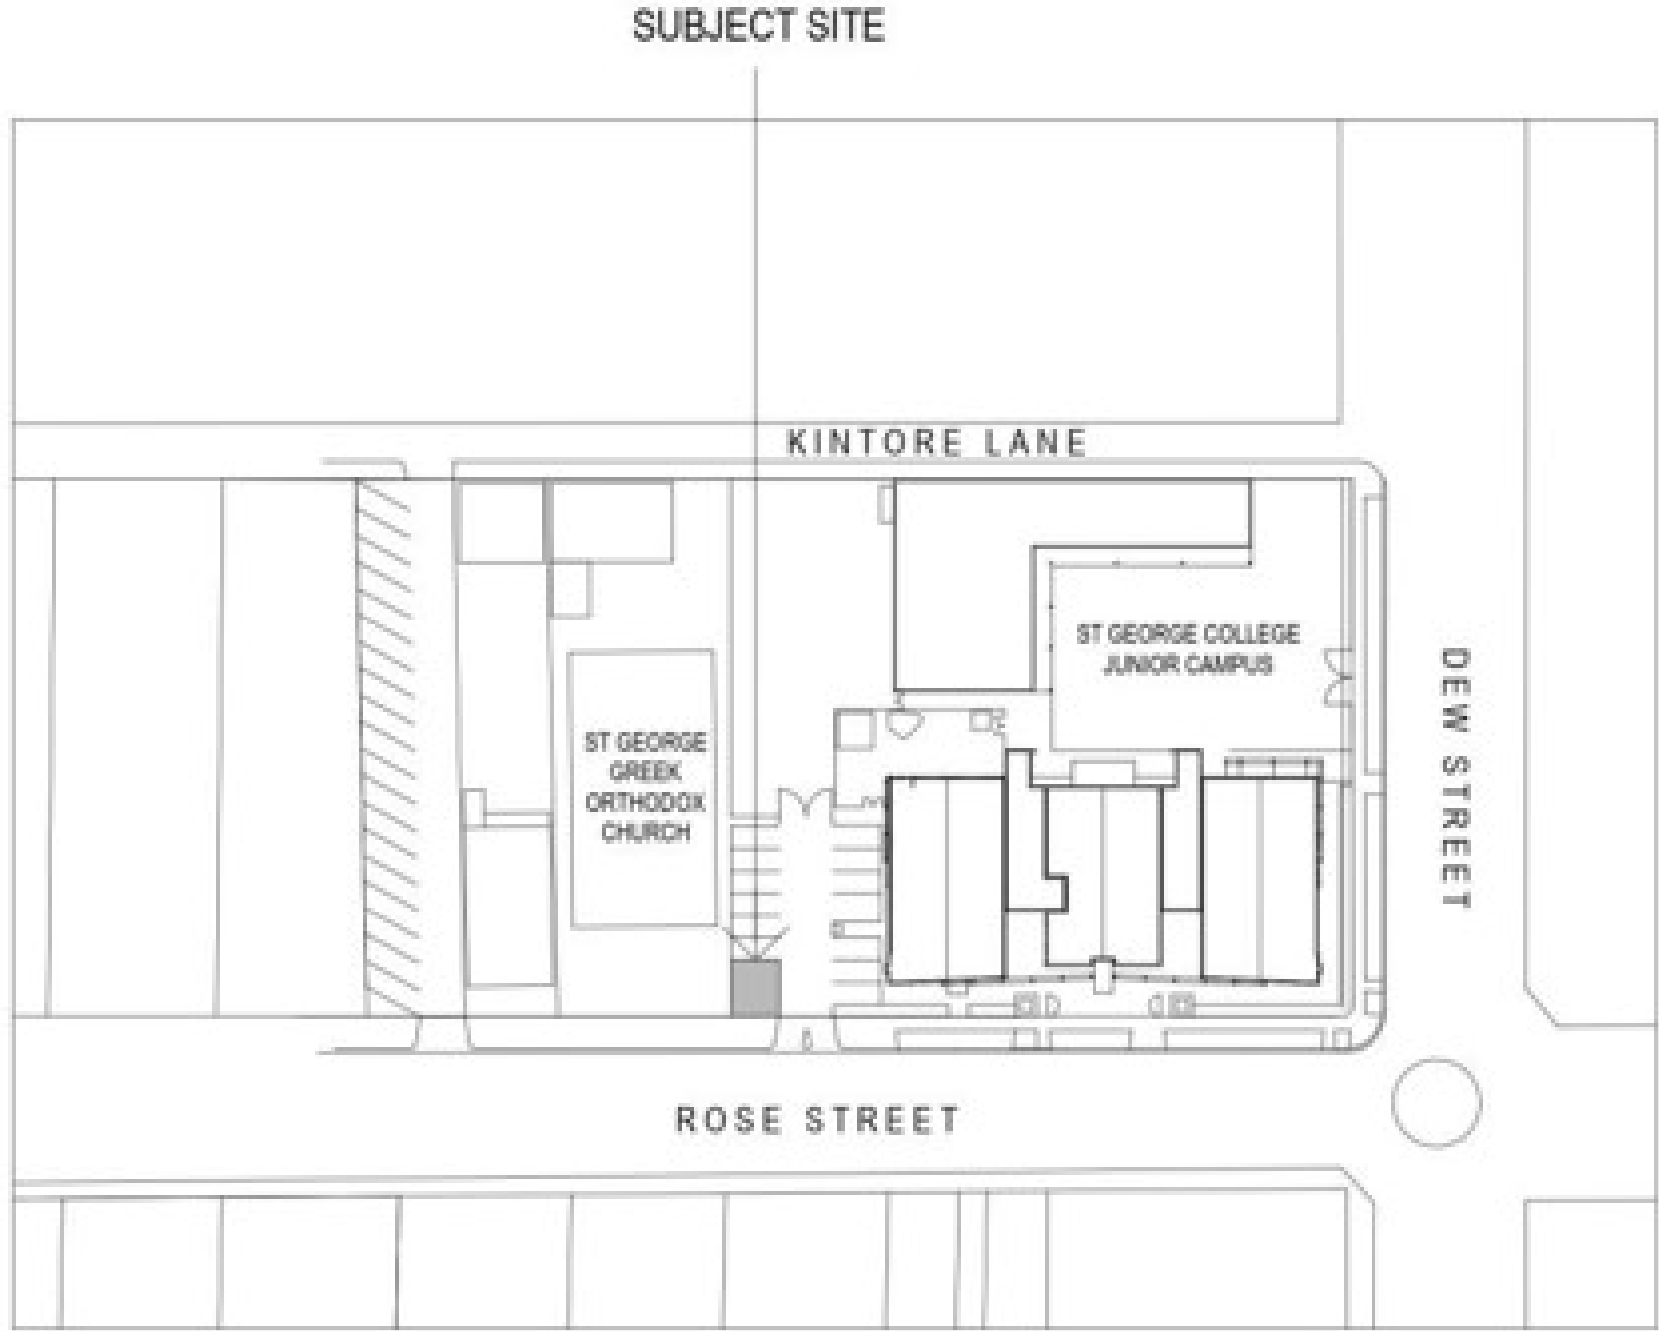 SUBJECT SITE
KINTORE LANE
ST GEORGE COLLEGE
JUNIOR CAMPUS
ST GEORGE
GREEK
ORTHODOX
CHURCH
DEW STREET
ROSE STREET